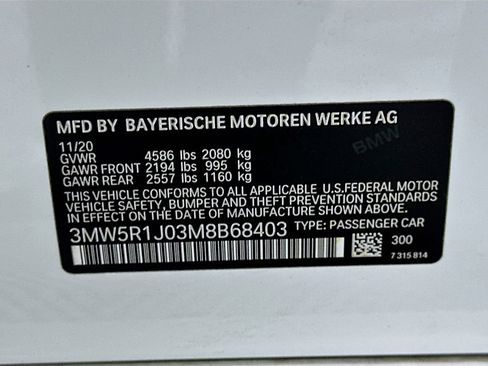 MFD BY BAYERISCHE MOTOREN WERKE AG
BMW
11/20
GVWR 4586 lbs 2080 kg
GAWR FRONT 2194 lbs 995 kg
GAWR REAR 2557 lbs 1160 kg
THIS VEHICLE CONFORMS TO ALL APPLICABLE U.S.FEDERAL MOTOR
VEHICLE SAFETY, BUMPER AND THEFT PREVENTION STANDARDS
IN EFFECT ON THE DATE OF MANUFACTURE SHOWN ABOVE.
3MW5R1J03M8B68403 TYPE: PASSENGER CAR
300
7 315 814